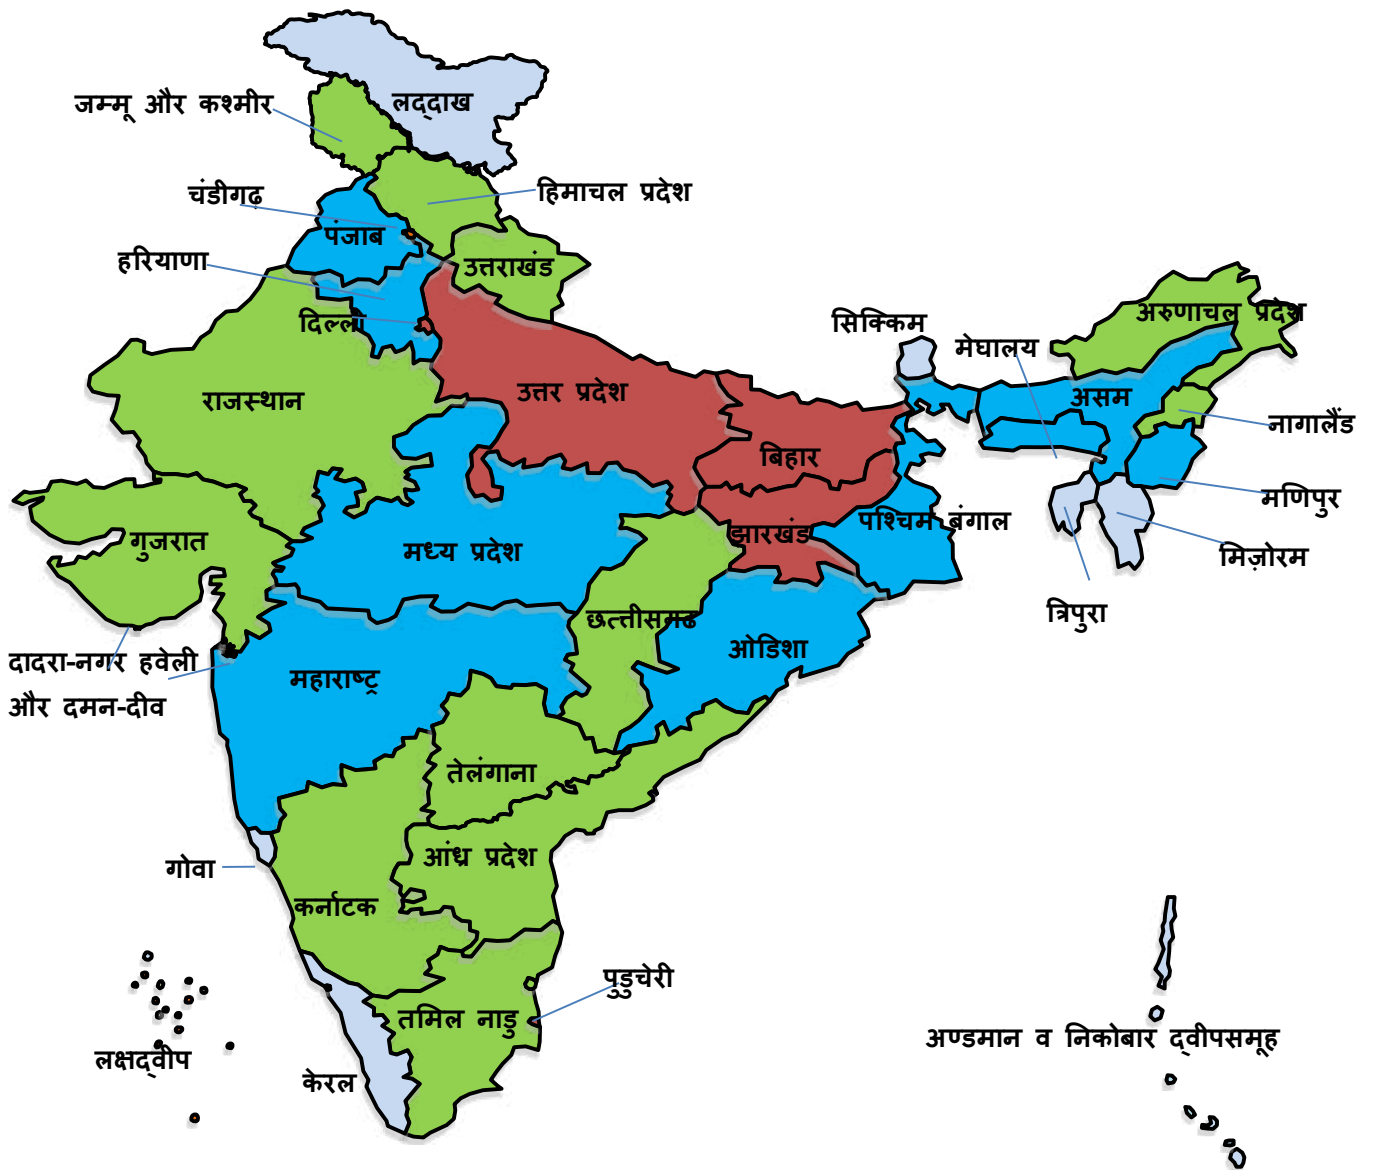 लद्दाख
जम्मू और कश्मीर
चंडीगढ़
हिमाचल प्रदेश
पंजाब
हरियाणा
उत्तराखंड
दिल्ली
अरुणाचल प्रदेश
सिक्किम
मेघालय
राजस्थान
उत्तर प्रदेश
असम
नागालैंड
बिहार
मणिपुर
गुजरात
मध्य प्रदेश
झारखंड
पश्चिम बंगाल
मिज़ोरम
त्रिपुरा
छत्तीसगढ
ओडिशा
दादरा-नगर हवेली
और दमन-दीव
महाराष्ट्र
तेलंगाना
आंध्र प्रदेश
गोवा
कर्नाटक
पुडुचेरी
तमिल नाडु
लक्षद्वीप
केरल
अण्डमान व निकोबार द्वीपसमूह